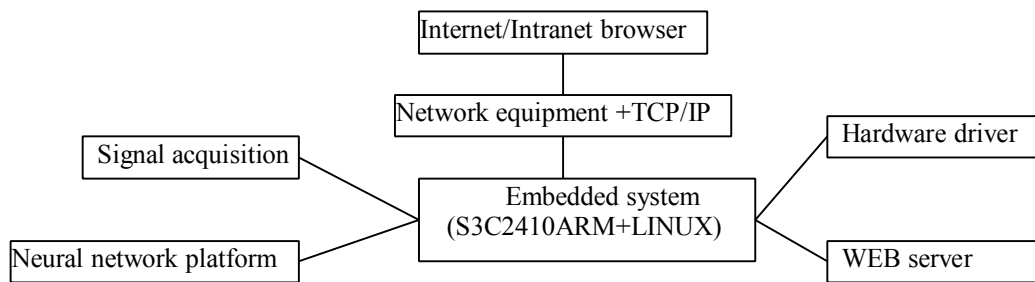 Internet/Intranet browser
Network equipment +TCP/IP
Signal acquisition
Hardware driver
Embedded system
(S3C2410ARM+LINUX)
Neural network platform
WEB server